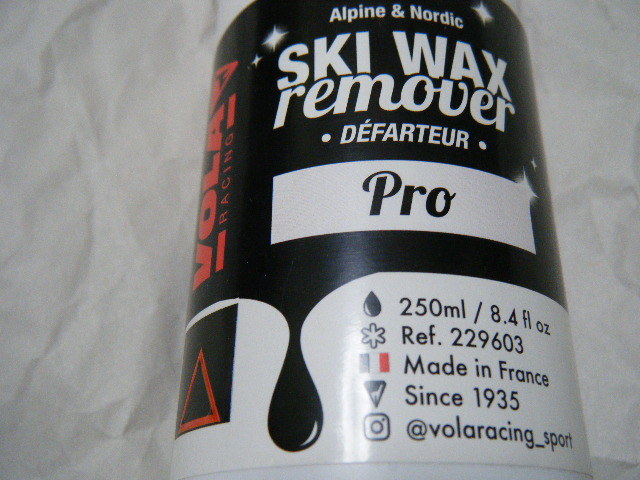 Alpine & Nordic
SKI WAX
remover
• DÉFARTEUR •
Pro
VOLA
RACING
250ml / 8.4 fl oz
Ref. 229603
Made in France
Since 1935
@volaracing_sport